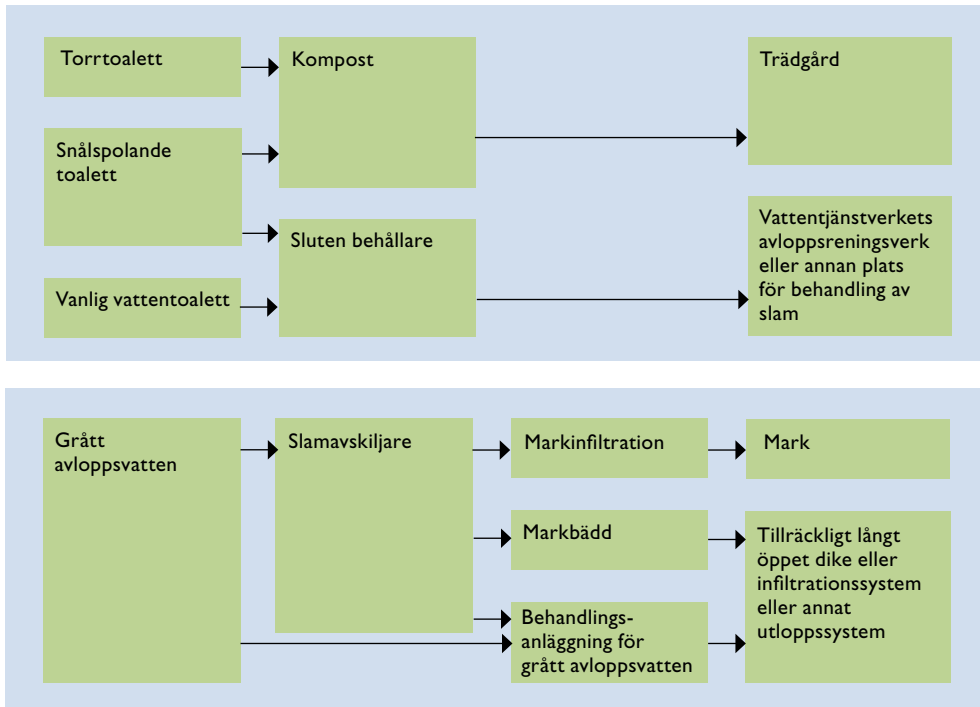 Torrtoalett
Kompost
Trädgård
Snålspolande
toalett
Sluten behållare
Vattentjänstverkets
avloppsreningsverk
eller annan plats
för behandling av
slam
Vanlig vattentoalett
Grått
avloppsvatten
Slamavskiljare
Markinfiltration
Mark
Markbädd
Tillräckligt långt
öppet dike eller
infiltrationssystem
eller annat
utloppssystem
Behandlings-
anläggning för
grått avloppsvatten